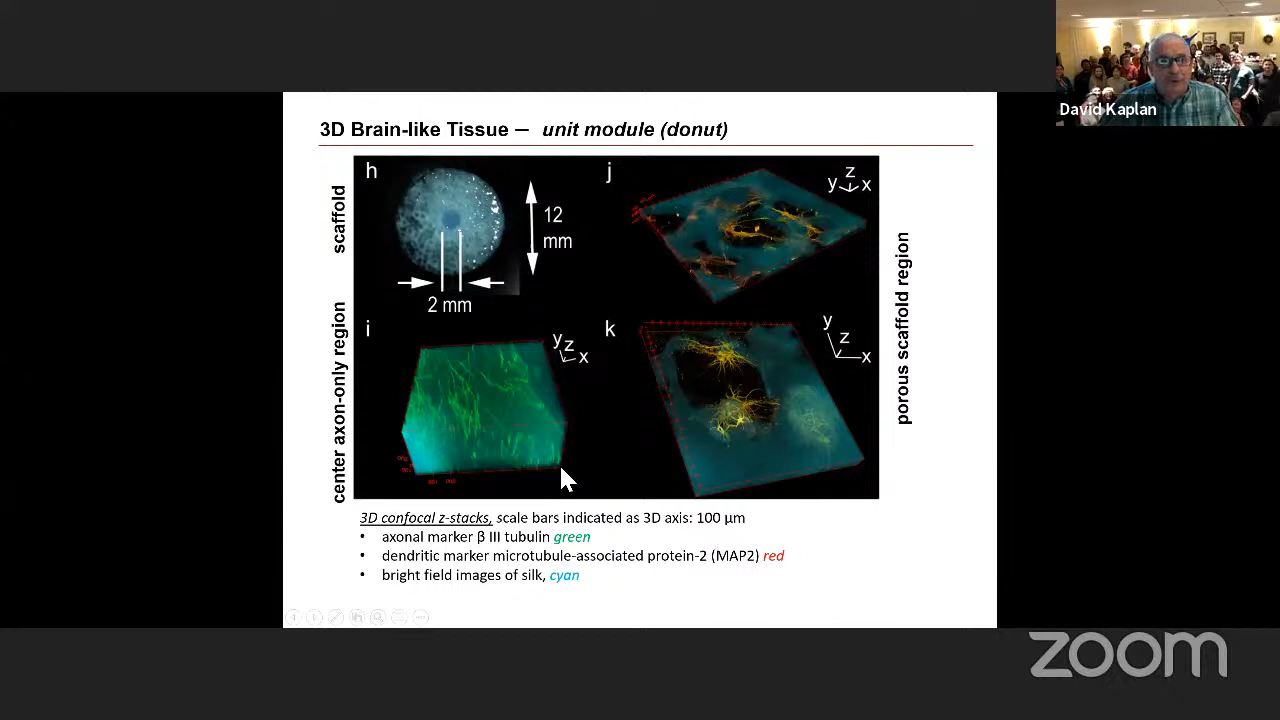 David Kaplan
3D Brain-like Tissue – unit module (donut)
scaffold
center axon-only region
h
12
mm
2 mm
j
y z x
i
y z x
k
y
z
x
porous scaffold region
3D confocal z-stacks, scale bars indicated as 3D axis: 100 µm
• axonal marker β III tubulin green
• dendritic marker microtubule-associated protein-2 (MAP2) red
• bright field images of silk, cyan
zoom